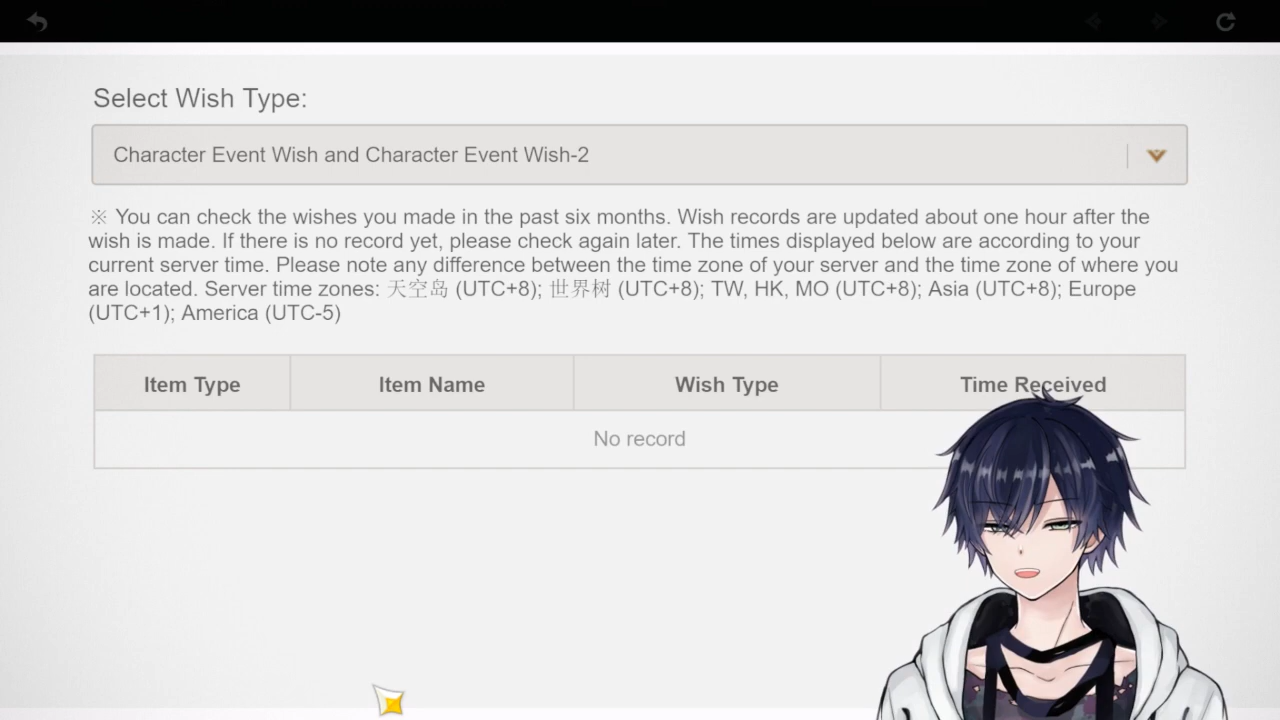 Select Wish Type:
Character Event Wish and Character Event Wish-2
※ You can check the wishes you made in the past six months. Wish records are updated about one hour after the
wish is made. If there is no record yet, please check again later. The times displayed below are according to your
current server time. Please note any difference between the time zone of your server and the time zone of where you
are located. Server time zones: 天空岛 (UTC+8); 世界树 (UTC+8); TW, HK, MO (UTC+8); Asia (UTC+8); Europe
(UTC+1); America (UTC-5)
Item Type Item Name Wish Type Time Received
No record